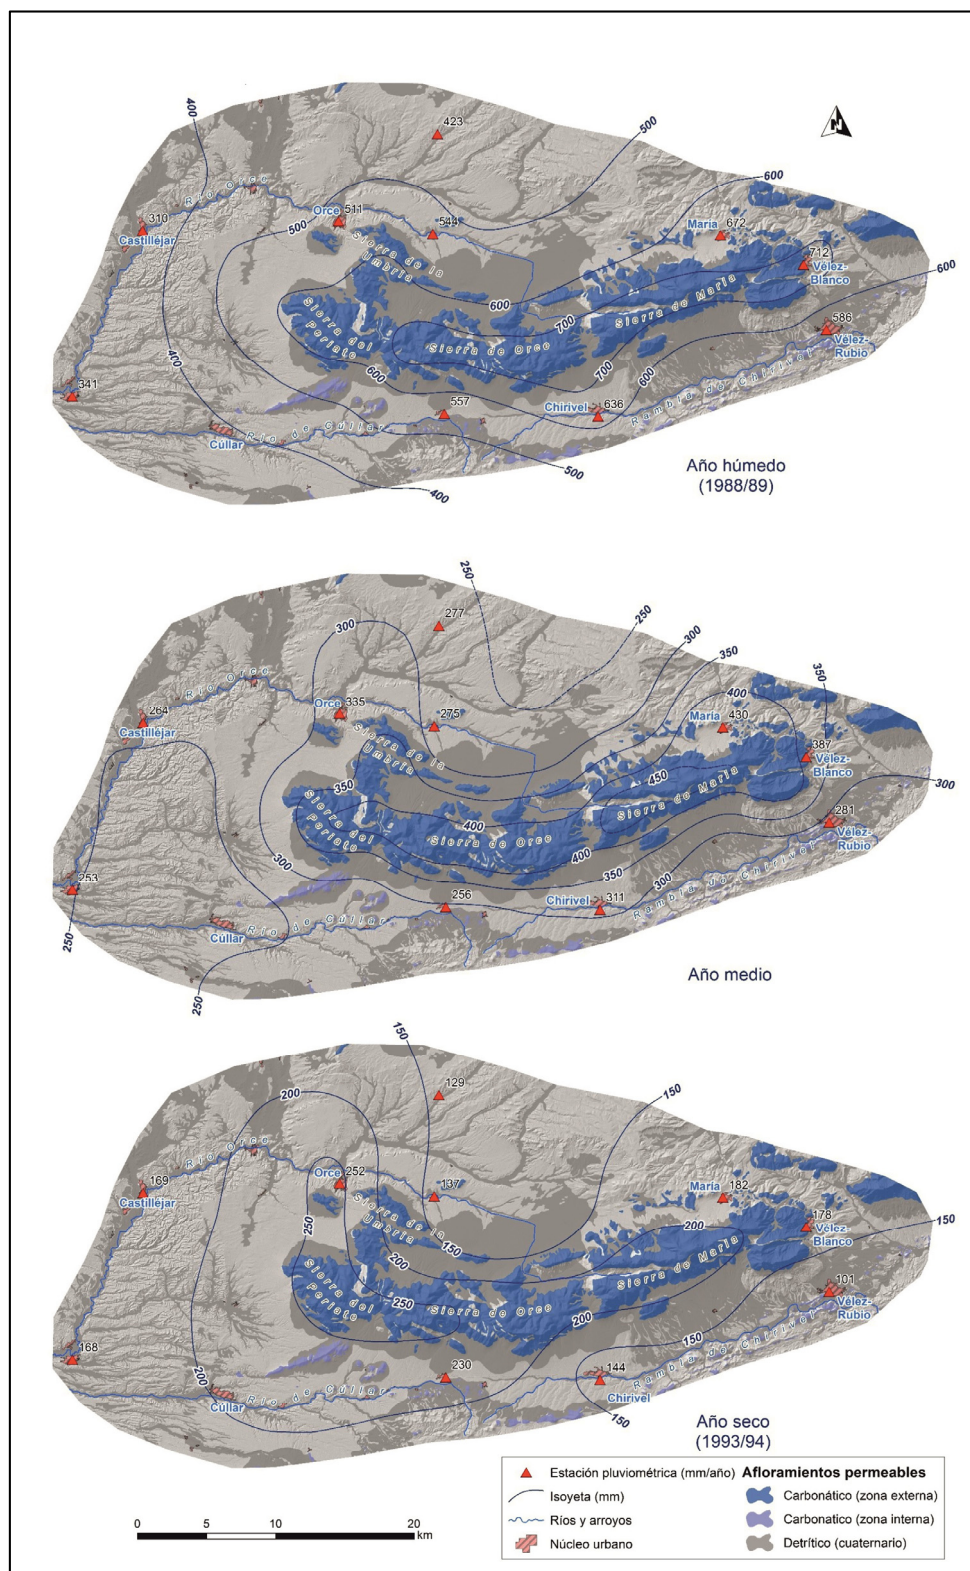 400
423
500
N
600
Río Orce
310
Castilléjar
Orce
511
500
544
María
672
Sierra de la
Umbria
712
Vélez-
Blanco
600
600
700
Sierra de María
Sierra del
Periate
Sierra de Orce
586
Vélez-
Rubio
400
600
700
600
341
557
Chirivel
636
Rambla de Chirivel
Cúllar
Río de Cúllar
500
400
Año húmedo
(1988/89)
250
277
250
300
300
350
350
Río Orce
264
Castilléjar
Orce
335
275
400
María
430
Sierra de la
Umbria
387
Vélez-
Blanco
300
350
450
Sierra de María
Sierra del
Periate
400
Sierra de Orce
281
Vélez-
Rubio
400
300
350
300
253
256
Chirivel
311
Rambla de Chirivel
250
Cúllar
Río de Cúllar
250
Año medio
150
129
200
150
Río Orce
169
Castilléjar
Orce
252
137
María
182
Sierra de la
Umbria
150
178
Vélez-
Blanco
150
250
200
200
Sierra de María
Sierra del
Periate
250
Sierra de Orce
200
101
Vélez-
Rubio
150
168
200
230
144
Chirivel
Rambla de Chirivel
Cúllar
Río de Cúllar
150
Año seco
(1993/94)
Estación pluviométrica (mm/año)
Isoyeta (mm)
Ríos y arroyos
Núcleo urbano
Afloramientos permeables
Carbonático (zona externa)
Carbonatico (zona interna)
Detrítico (cuaternario)
0 5 10 20
km